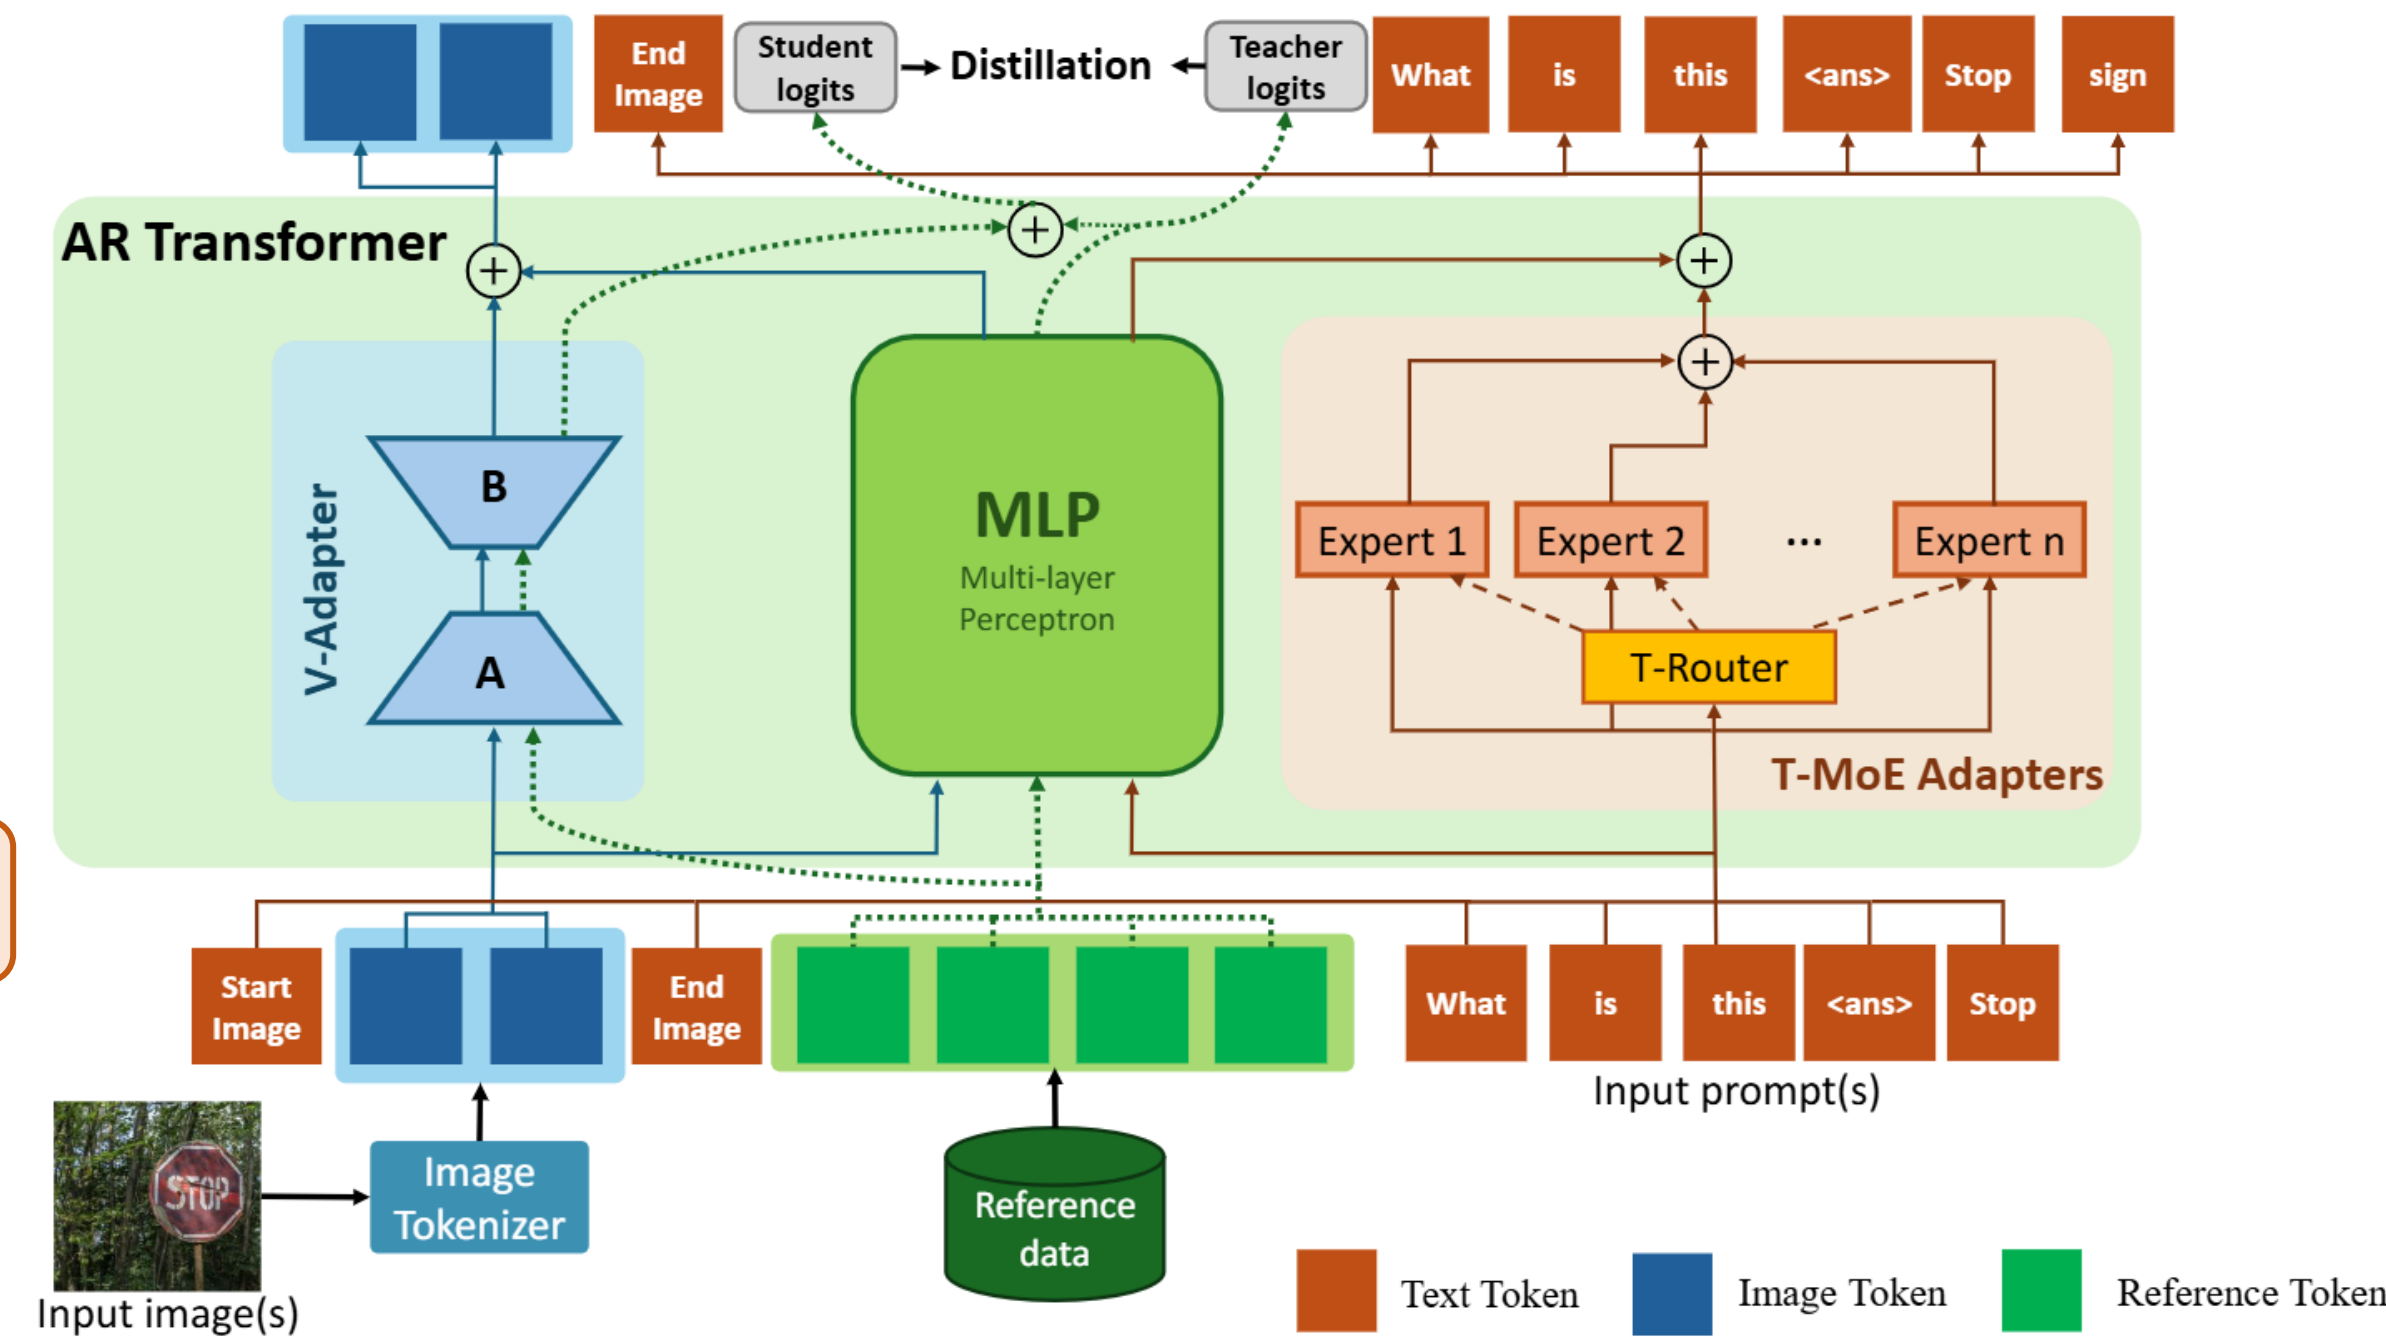 End
Image
Student
logits
Distillation
Teacher
logits
What
is
this
<ans>
Stop
sign
AR Transformer
+
+
+
+
V-Adapter
B
A
MLP
Multi-layer
Perceptron
Expert 1
Expert 2
...
Expert n
T-Router
T-MoE Adapters
Start
Image
End
Image
What
is
this
<ans>
Stop
Input prompt(s)
STOP
Input image(s)
Image
Tokenizer
Reference
data
Text Token
Image Token
Reference Token